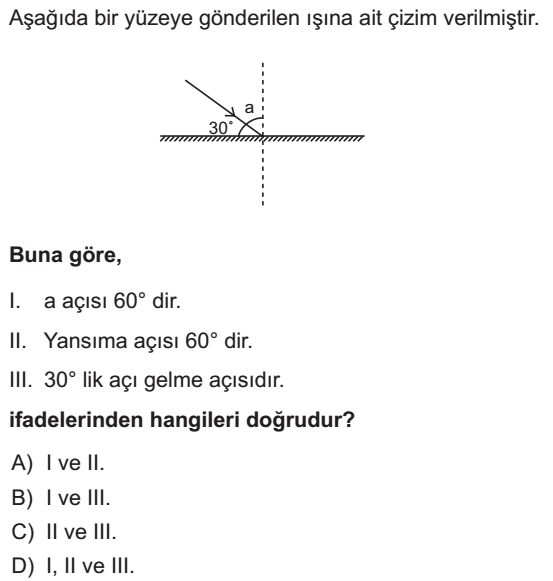 Aşağıda bir yüzeye gönderilen ışına ait çizim verilmiştir.
a
30°
Buna göre,
I. a açısı 60° dir.
II. Yansıma açısı 60° dir.
III. 30° lik açı gelme açısıdır.
ifadelerinden hangileri doğrudur?
A) I ve II.
B) I ve III.
C) II ve III.
D) I, II ve III.